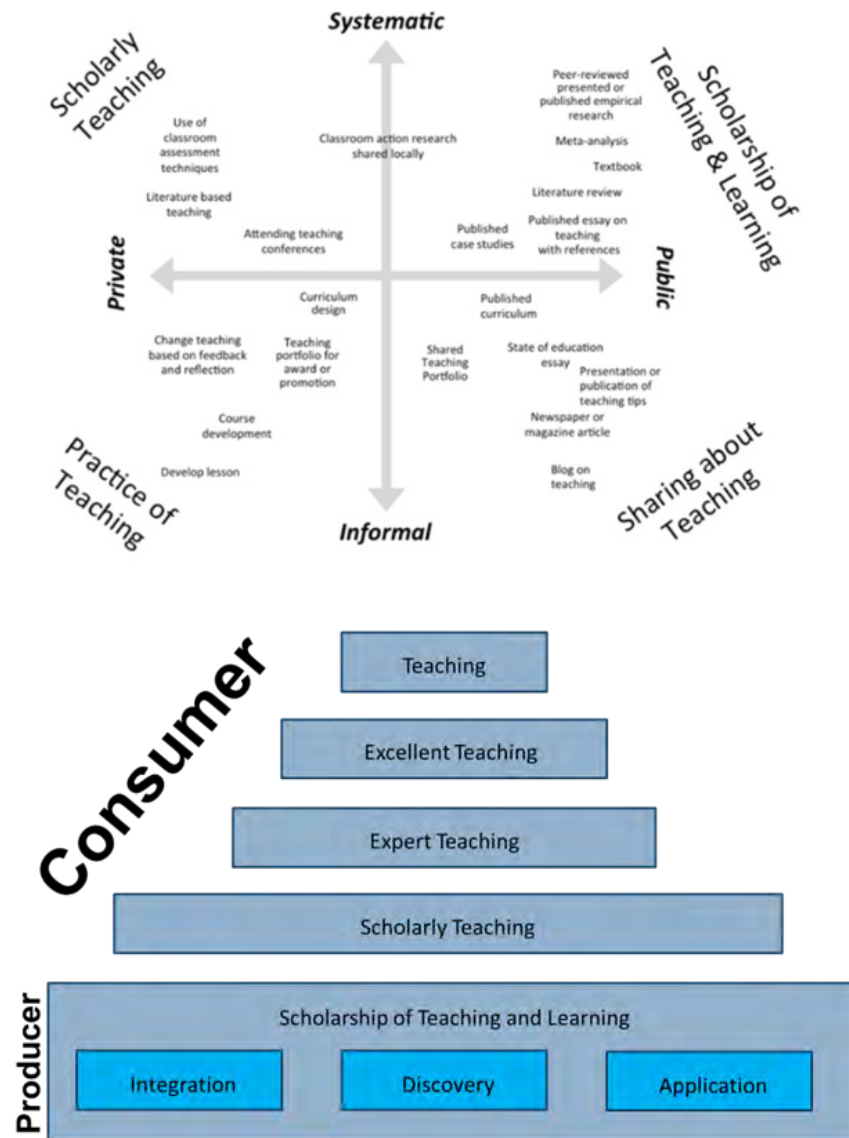 Systematic
Scholarly
Teaching
Scholarship of
Teaching & Learning
Peer-reviewed
presented or
published empirical
research
Use of
classroom
assessment
techniques
Classroom action research
shared locally
Meta-analysis
Textbook
Literature based
teaching
Literature review
Attending teaching
conferences
Published
case studies
Published essay on
teaching
with references
Private
Public
Curriculum
design
Published
curriculum
Change teaching
based on feedback
and reflection
Teaching
portfolio for
award or
promotion
Shared
Teaching
Portfolio
State of education
essay
Presentation or
publication of
teaching tips
Course
development
Newspaper or
magazine article
Develop lesson
Blog on
teaching
Practice of
Teaching
Sharing about
Teaching
Informal
Consumer
Teaching
Excellent Teaching
Expert Teaching
Scholarly Teaching
Producer
Scholarship of Teaching and Learning
Integration
Discovery
Application